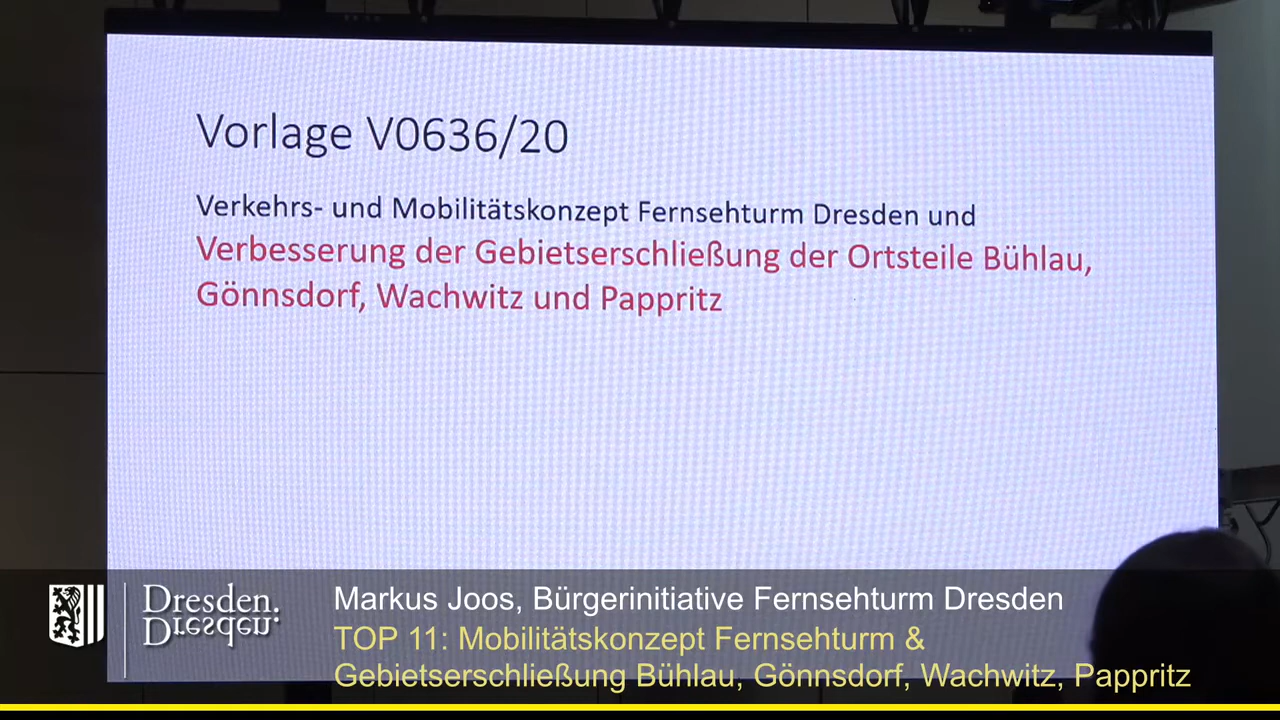 Vorlage V0636/20
Verkehrs- und Mobilitätskonzept Fernsehturm Dresden und
Verbesserung der Gebietserschließung der Ortsteile Bühlau,
Gönnsdorf, Wachwitz und Pappritz
Dresden.
Dresden.
Markus Joos, Bürgerinitiative Fernsehturm Dresden
TOP 11: Mobilitätskonzept Fernsehturm &
Gebietserschließung Bühlau, Gönnsdorf, Wachwitz, Pappritz